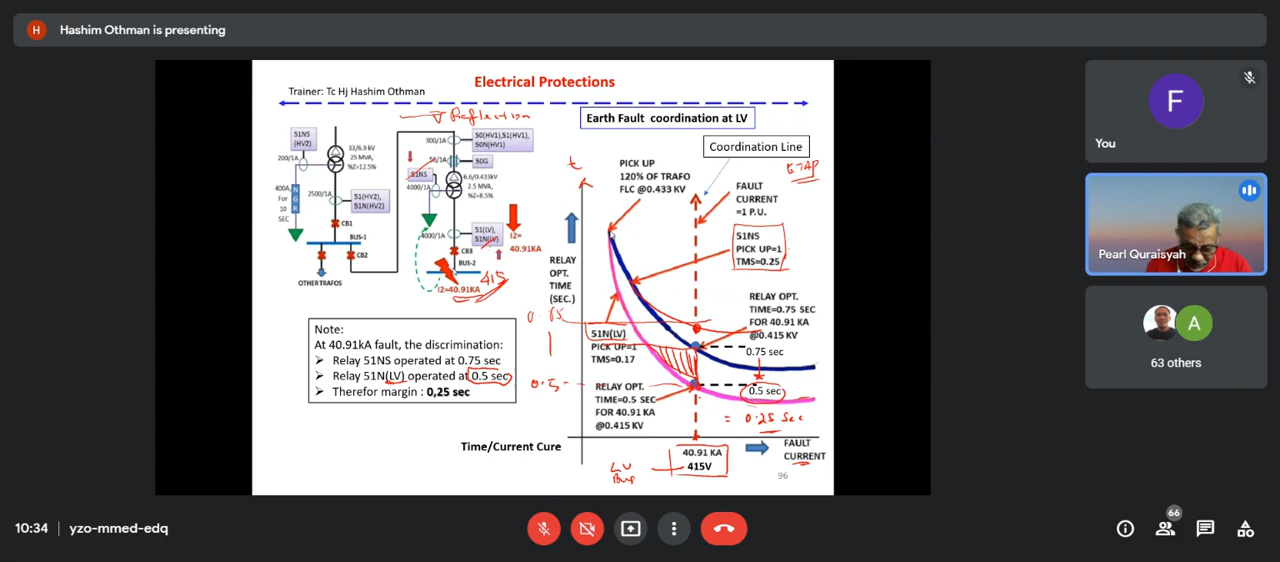 H
Hashim Othman is presenting
Electrical Protections
Trainer: Tc Hj Hashim Othman
Reflection
Earth Fault coordination at LV
Coordination Line
ETAP
51NS
(HV2)
200/1A
33/6.9 kV
25 MVA,
%Z=12.5%
400A
For
10
SEC
N
G
R
2500/1A
51(HV2),
51N(HV2)
CB1
BUS-1
CB2
OTHER TRAFOS
300/1A
50(HV1),51(HV1),
50N(HV1)
50/1A
50G
51NS
4000/1A
6.6/0.433kV
2.5 MVA,
%Z=8.5%
4000/1A
51(LV),
51N(LV)
I2=
40.91KA
CB3
BUS-2
415
I2=40.91KA
t
PICK UP
120% OF TRAFO
FLC @0.433 KV
FAULT
CURRENT
=1 P.U.
51NS
PICK UP=1
TMS=0.25
RELAY
OPT.
TIME
(SEC.)
RELAY OPT.
TIME=0.75 SEC
FOR 40.91 KA
@0.415 KV
51N(LV)
PICK UP=1
TMS=0.17
0.75 sec
0.5
0.5 sec
RELAY OPT.
TIME=0.5 SEC
FOR 40.91 KA
@0.415 KV
= 0.25 Sec
Note:
At 40.91kA fault, the discrimination:
Relay 51NS operated at 0.75 sec
Relay 51N(LV) operated at 0.5 sec
Therefor margin : 0,25 sec
Time/Current Cure
FAULT
CURRENT
40.91 KA
415V
LV
Bus
96
F
You
Pearl Quraisyah
A
63 others
10:34 | yzo-mmed-edq
66